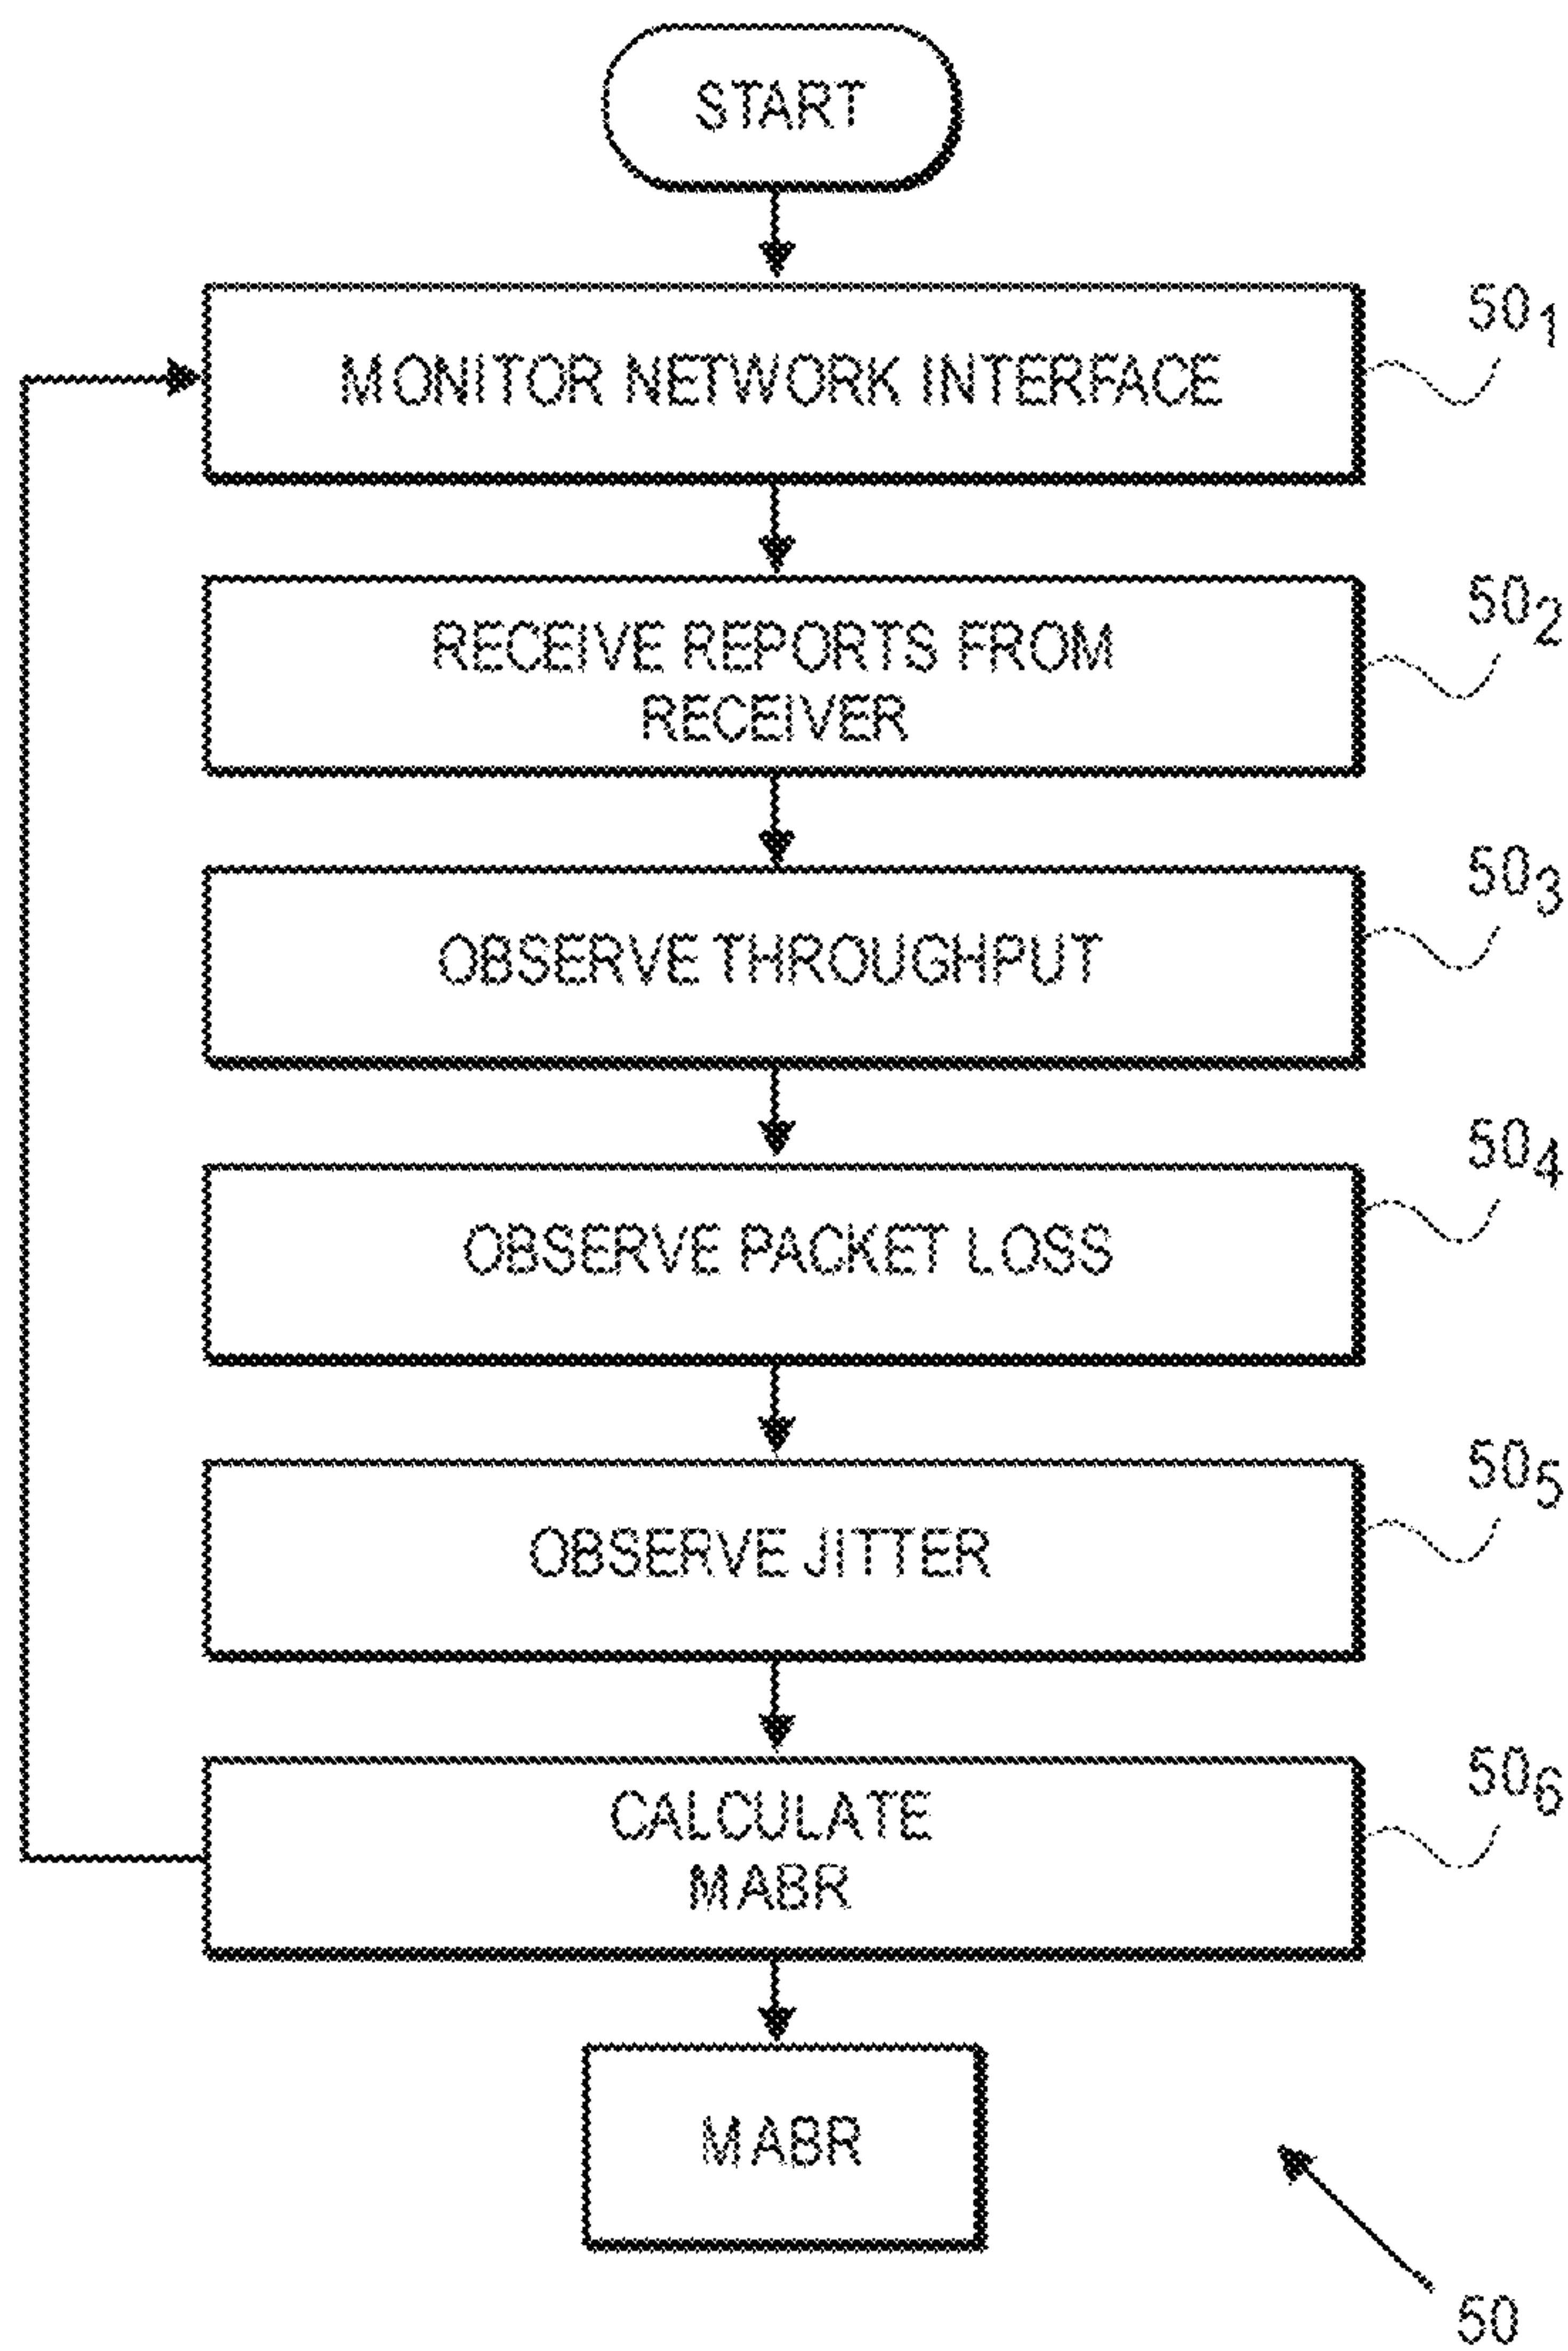 START
MONITOR NETWORK INTERFACE
50₁
RECEIVE REPORTS FROM
RECEIVER
50₂
OBSERVE THROUGHPUT
50₃
OBSERVE PACKET LOSS
50₄
OBSERVE JITTER
50₅
CALCULATE
MABR
50₆
MABR
50